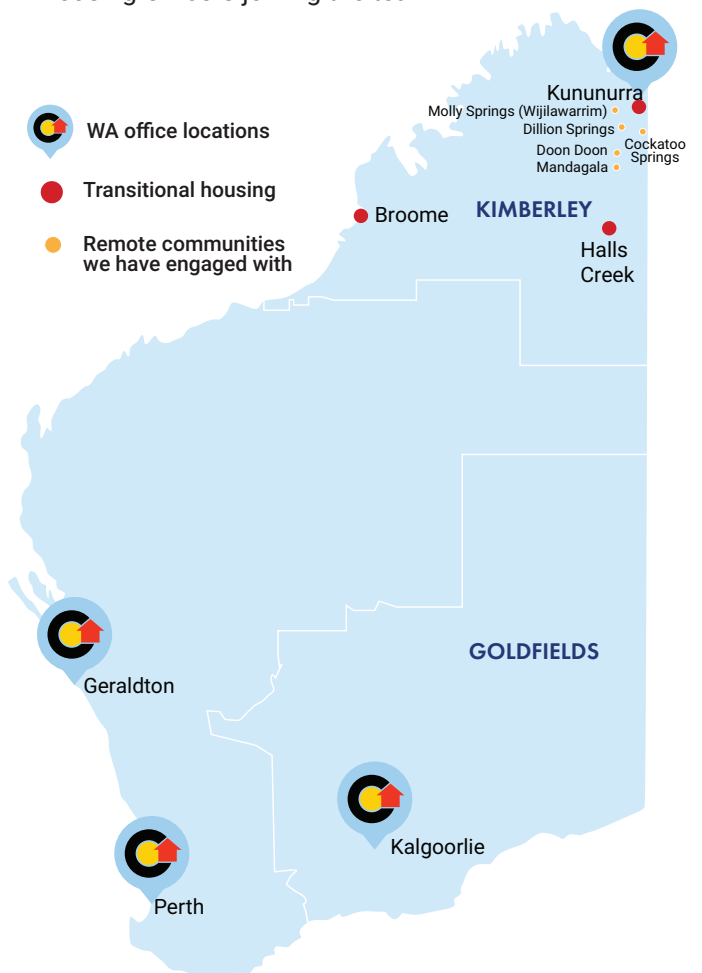 WA office locations
Transitional housing
Remote communities
we have engaged with
Kununurra
Molly Springs (Wijilawarrim)
Dillion Springs
Cockatoo
Springs
Doon Doon
Mandagala
KIMBERLEY
Broome
Halls
Creek
GOLDFIELDS
Geraldton
Kalgoorlie
Perth